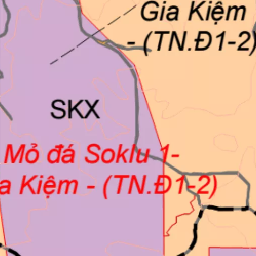 Gia Kiệm
- (TN.Đ1-2)
SKX
Mỏ đá Soklu 1-
a Kiệm - (TN.Đ1-2)